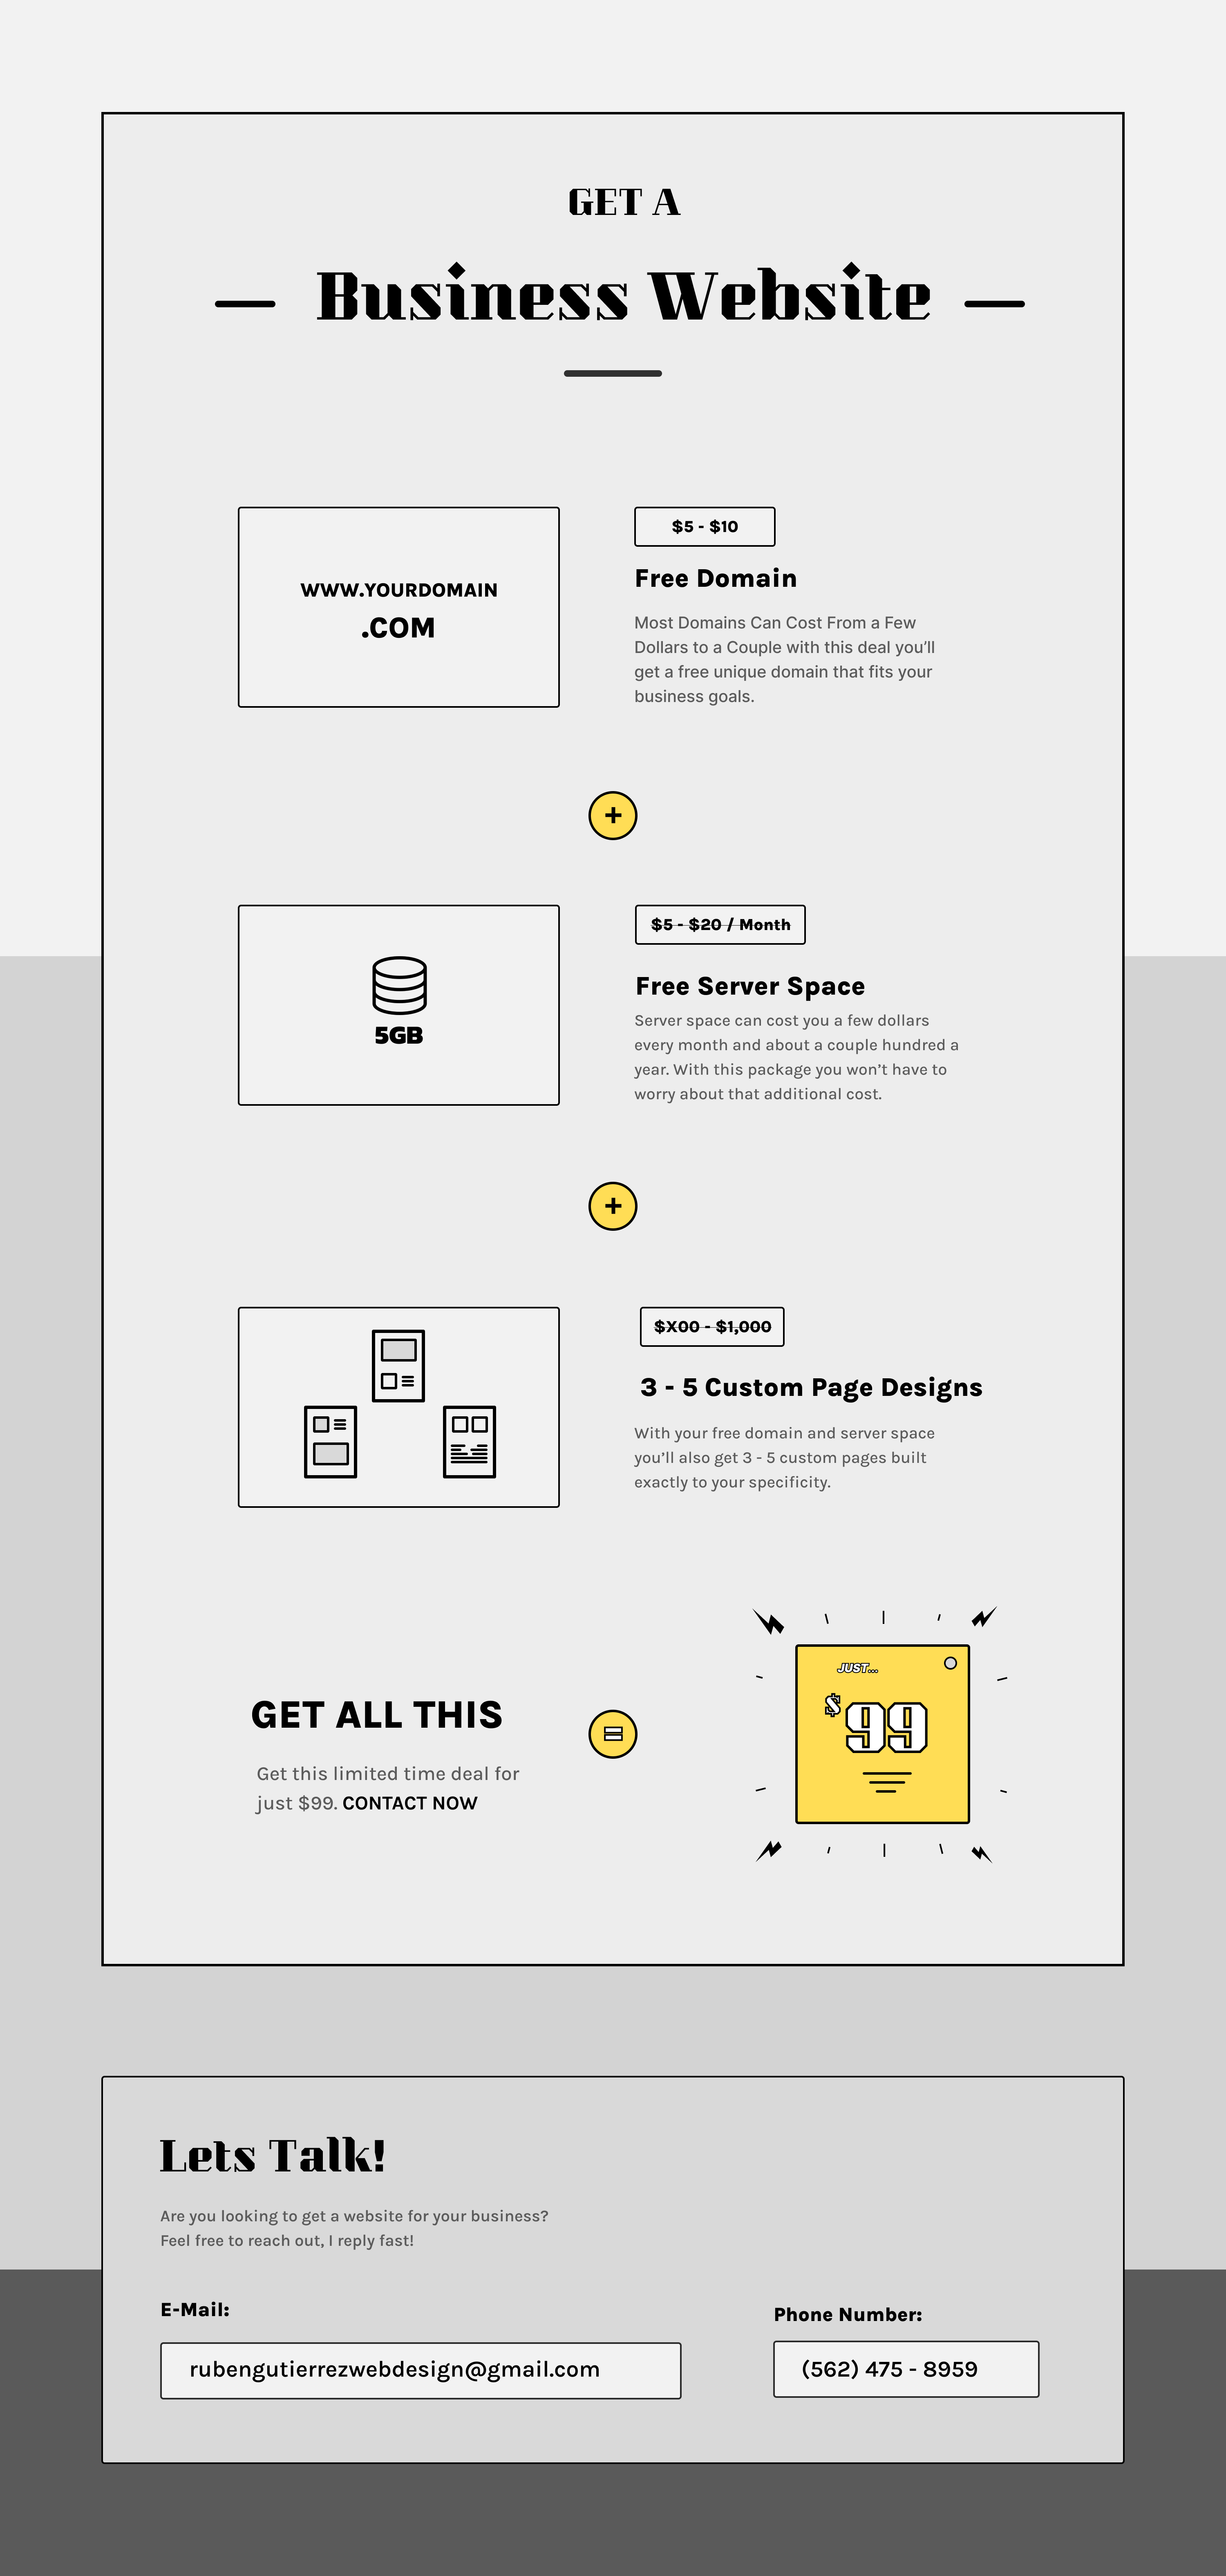 GET A
Business Website
WWW.YOURDOMAIN
.COM
$5 - $10
Free Domain
Most Domains Can Cost From a Few
Dollars to a Couple with this deal you’ll
get a free unique domain that fits your
business goals.
+
5GB
$5 - $20 / Month
Free Server Space
Server space can cost you a few dollars
every month and about a couple hundred a
year. With this package you won’t have to
worry about that additional cost.
+
$X00 - $1,000
3 - 5 Custom Page Designs
With your free domain and server space
you’ll also get 3 - 5 custom pages built
exactly to your specificity.
GET ALL THIS
Get this limited time deal for
just $99. CONTACT NOW
=
JUST...
$99
Lets Talk!
Are you looking to get a website for your business?
Feel free to reach out, I reply fast!
E-Mail:
rubengutierrezwebdesign@gmail.com
Phone Number:
(562) 475 - 8959